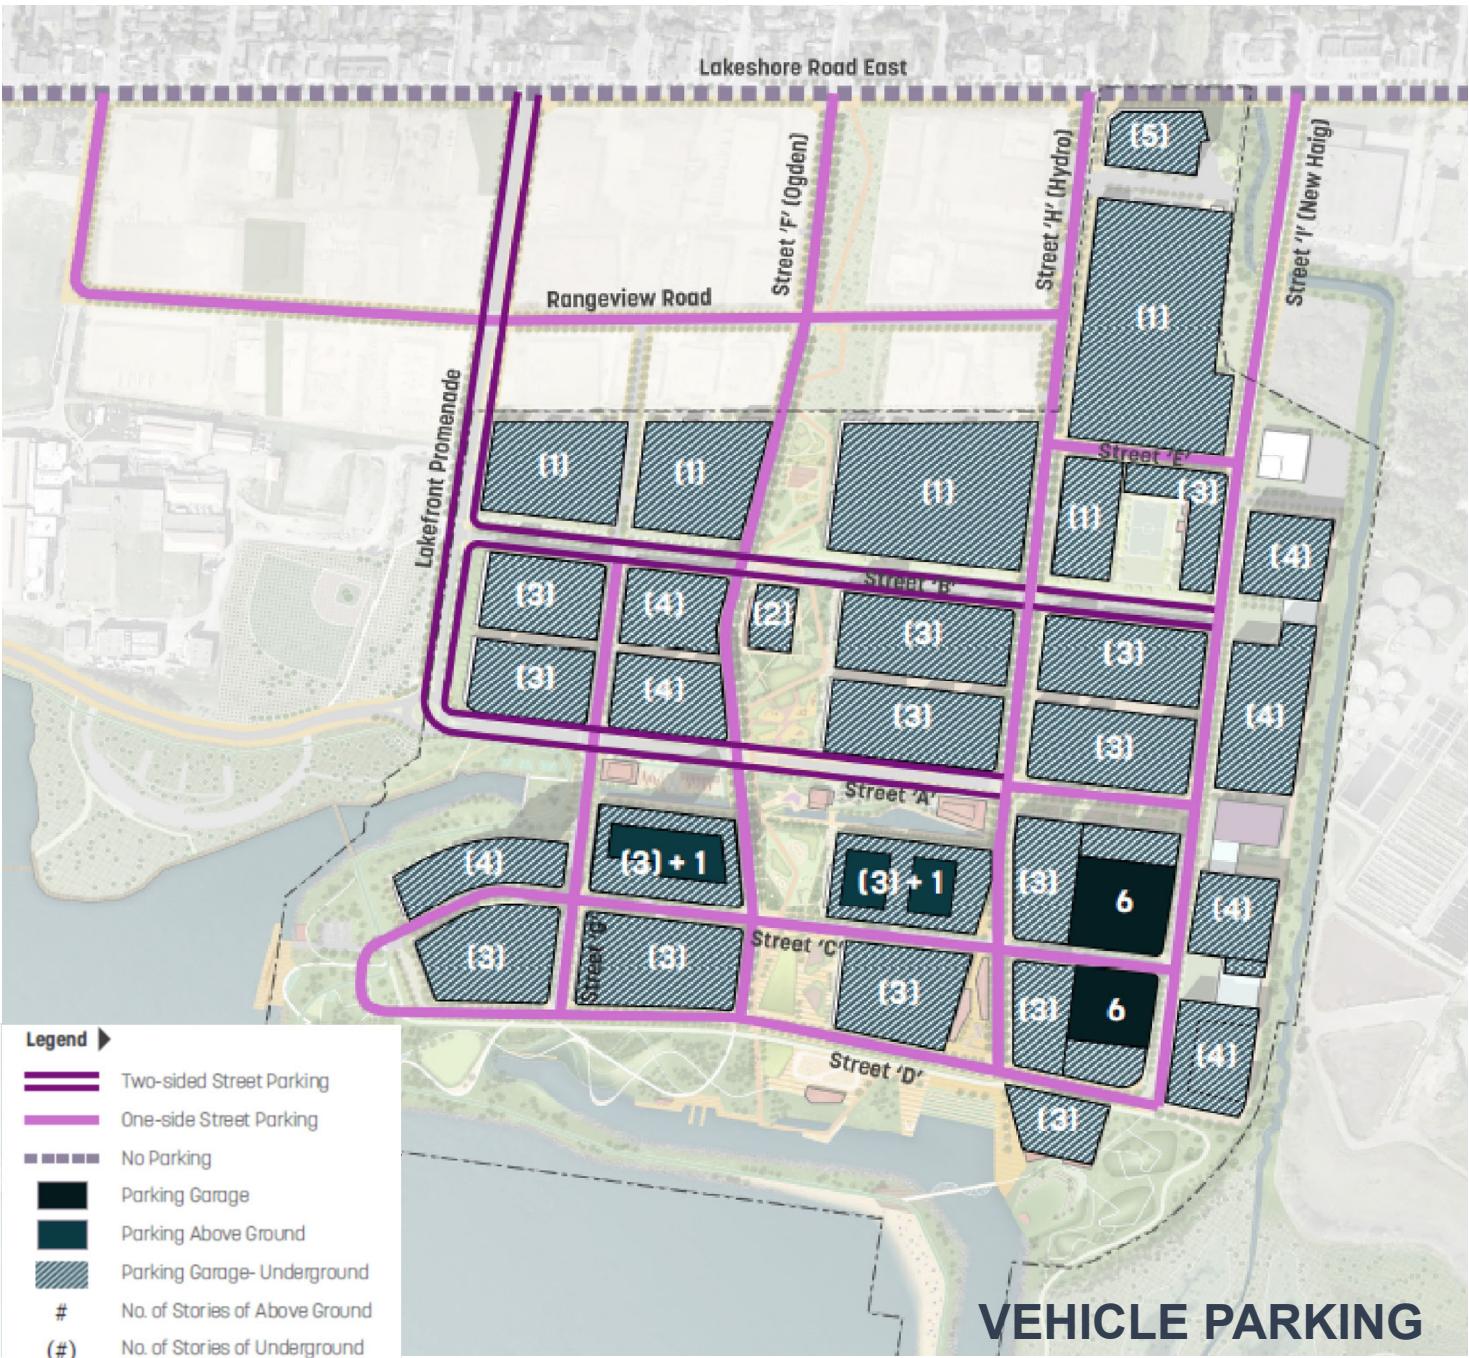 Lakeshore Road East
(5)
Street 'F' (Ogden)
Street 'H' (Hydro)
Street 'I' (New Haig)
Rangeview Road
(1)
Lakefront Promenade
Street 'E'
(1)
(1)
(1)
(1)
(3)
(4)
Street 'B'
(3)
(4)
(2)
(3)
(3)
(3)
(4)
(3)
(3)
(4)
Street 'A'
(4)
(3) + 1
(3) + 1
(3)
6
(4)
Street 'G'
Street 'C'
(3)
(3)
(3)
(3)
6
(4)
Street 'D'
(3)
Legend
Two-sided Street Parking
One-side Street Parking
No Parking
Parking Garage
Parking Above Ground
Parking Garage- Underground
# No. of Stories of Above Ground
(#) No. of Stories of Underground
VEHICLE PARKING